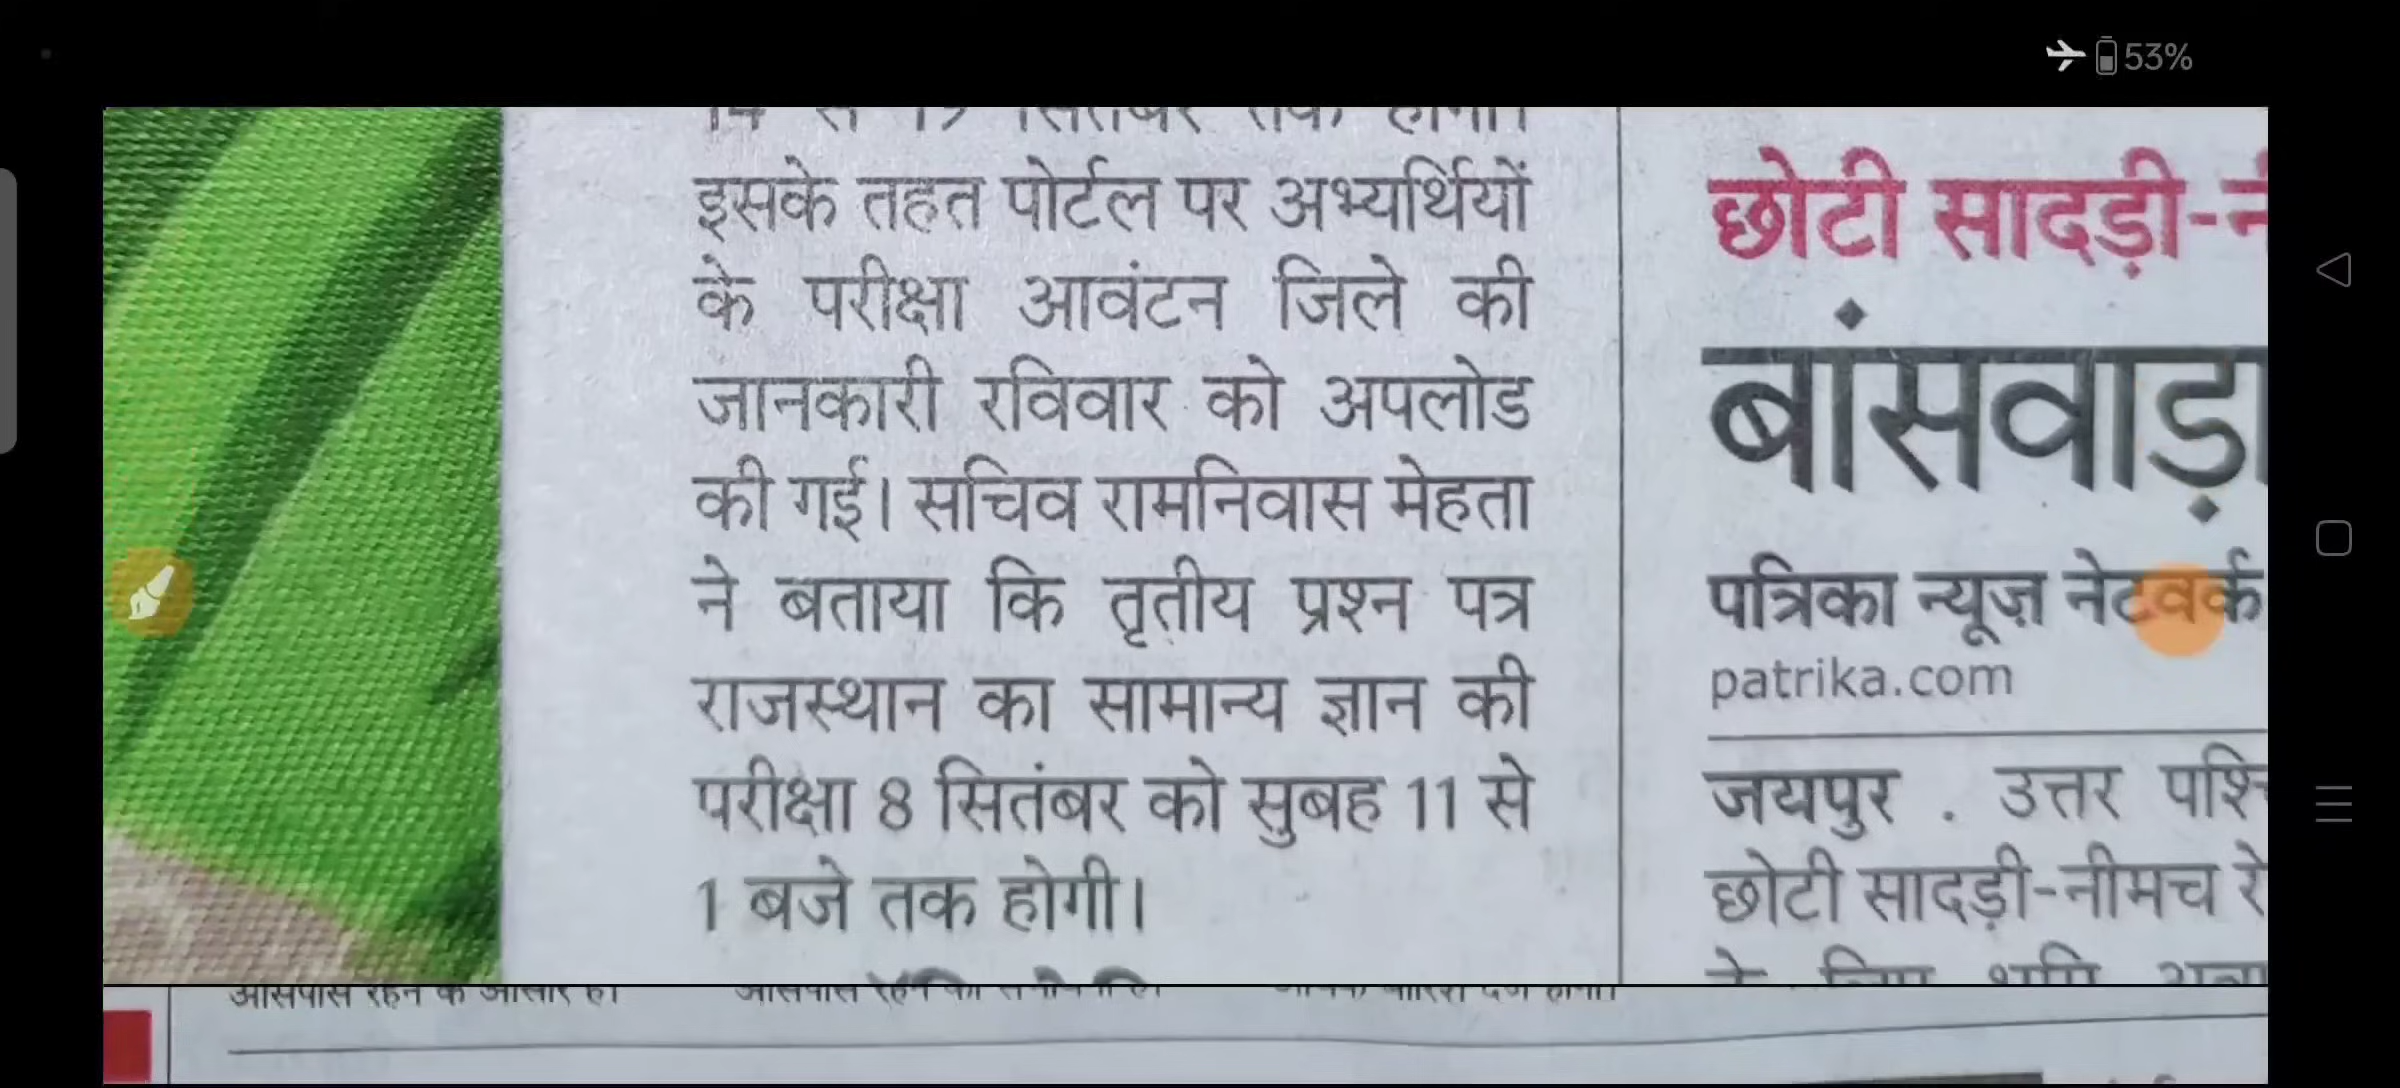 53%
इसके तहत पोर्टल पर अभ्यर्थियों
के परीक्षा आवंटन जिले की
जानकारी रविवार को अपलोड
की गई। सचिव रामनिवास मेहता
ने बताया कि तृतीय प्रश्न पत्र
राजस्थान का सामान्य ज्ञान की
परीक्षा 8 सितंबर को सुबह 11 से
1 बजे तक होगी।
छोटी सादड़ी-
बांसवाड़ा
पत्रिका न्यूज़ नेटवर्क
patrika.com
जयपुर . उत्तर
छोटी सादड़ी-नीमच